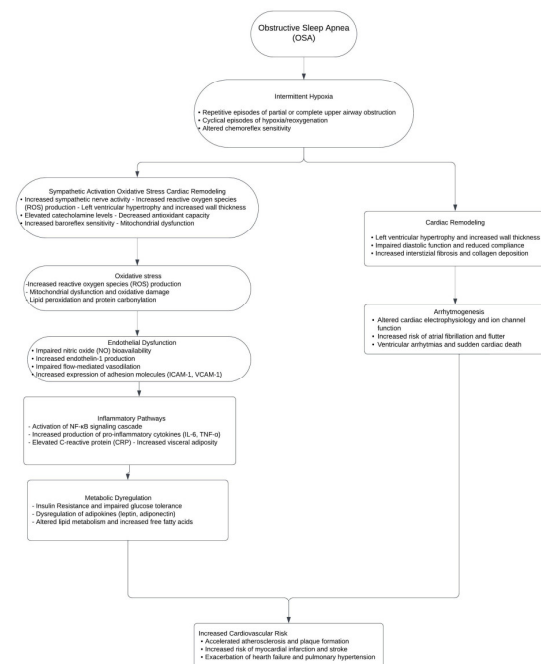 Obstructive Sleep Apnea
(OSA)
Intermittent Hypoxia
• Repetitive episodes of partial or complete upper airway obstruction
• Cyclical episodes of hypoxia/reoxygenation
• Altered chemoreflex sensitivity
Sympathetic Activation Oxidative Stress Cardiac Remodeling
• Increased sympathetic nerve activity - Increased reactive oxygen species
(ROS) production - Left ventricular hypertrophy and increased wall thickness
• Elevated catecholamine levels - Decreased antioxidant capacity
• Increased baroreflex sensitivity - Mitochondrial dysfunction
Cardiac Remodeling
• Left ventricular hypertrophy and increased wall thickness
• Impaired diastolic function and reduced compliance
• Increased interstizial fibrosis and collagen deposition
Oxidative stress
-Increased reactive oxygen species (ROS) production
- Mitochondrial dysfunction and oxidative damage
- Lipid peroxidation and protein carbonylation
Arrhytmogenesis
• Altered cardiac electrophysiology and ion channel
function
• Increased risk of atrial fibrillation and flutter
• Ventricular arrhytmias and sudden cardiac death
Endothelial Dysfunction
• Impaired nitric oxide (NO) bioavailability
• Increased endothelin-1 production
• Impaired flow-mediated vasodilation
• Increased expression of adhesion molecules (ICAM-1, VCAM-1)
Inflammatory Pathways
- Activation of NF-κB signaling cascade
- Increased production of pro-inflammatory cytokines (IL-6, TNF-α)
- Elevated C-reactive protein (CRP) - Increased visceral adiposity
Metabolic Dyregulation
- Insulin Resistance and impaired glucose tolerance
- Dysregulation of adipokines (leptin, adiponectin)
- Altered lipid metabolism and increased free fatty acids
Increased Cardiovascular Risk
• Accelerated atherosclerosis and plaque formation
• Increased risk of myocardial infarction and stroke
• Exacerbation of hearth failure and pulmonary hypertension